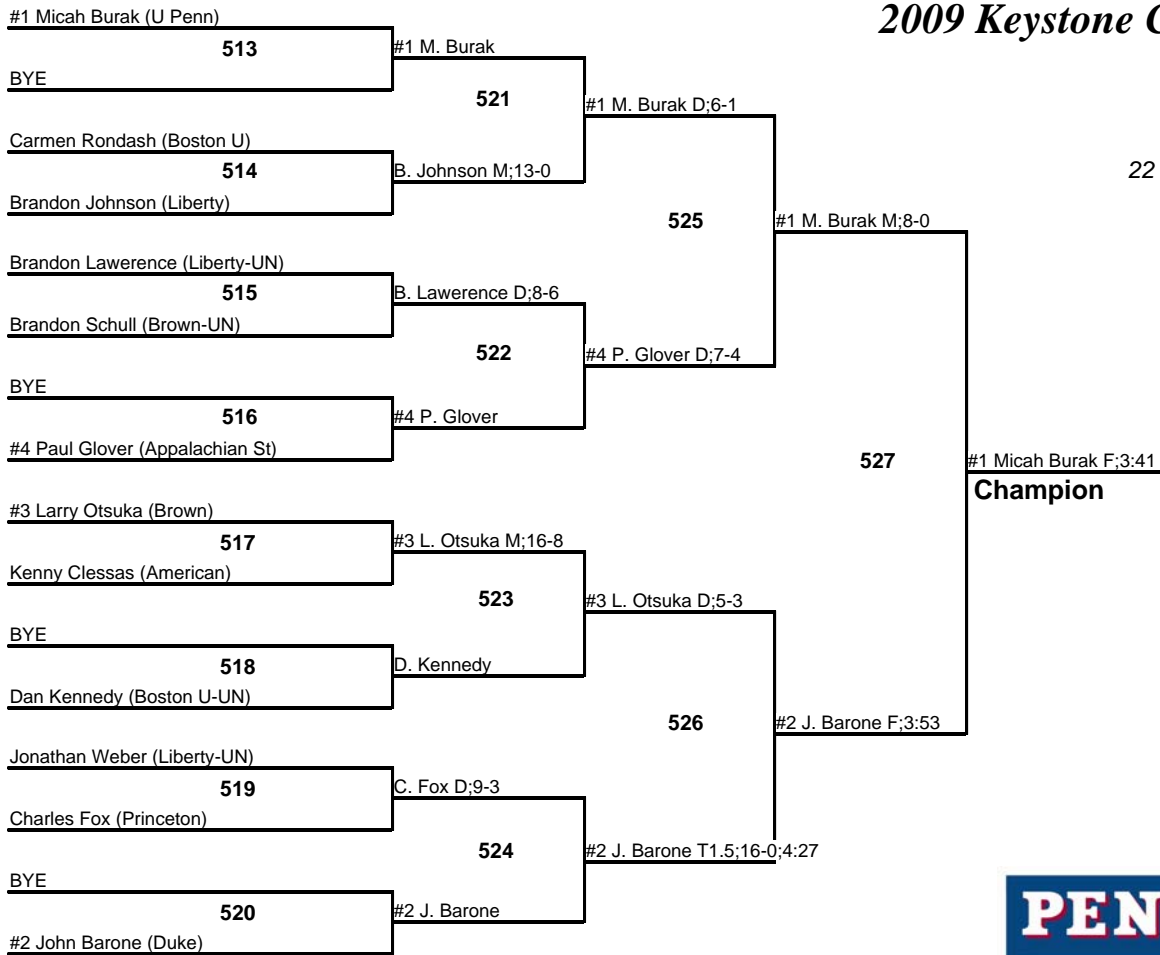 2009 Keystone C
22
#1 Micah Burak (U Penn)
513
BYE
#1 M. Burak
521
Carmen Rondash (Boston U)
514
Brandon Johnson (Liberty)
B. Johnson M;13-0
#1 M. Burak D;6-1
525
Brandon Lawerence (Liberty-UN)
515
Brandon Schull (Brown-UN)
B. Lawerence D;8-6
522
BYE
516
#4 Paul Glover (Appalachian St)
#4 P. Glover
#4 P. Glover D;7-4
#1 M. Burak M;8-0
527
#1 Micah Burak F;3:41
Champion
#3 Larry Otsuka (Brown)
517
Kenny Clessas (American)
#3 L. Otsuka M;16-8
523
BYE
518
Dan Kennedy (Boston U-UN)
D. Kennedy
#3 L. Otsuka D;5-3
526
#2 J. Barone F;3:53
Jonathan Weber (Liberty-UN)
519
Charles Fox (Princeton)
C. Fox D;9-3
524
BYE
520
#2 John Barone (Duke)
#2 J. Barone
#2 J. Barone T1.5;16-0;4:27
PEN